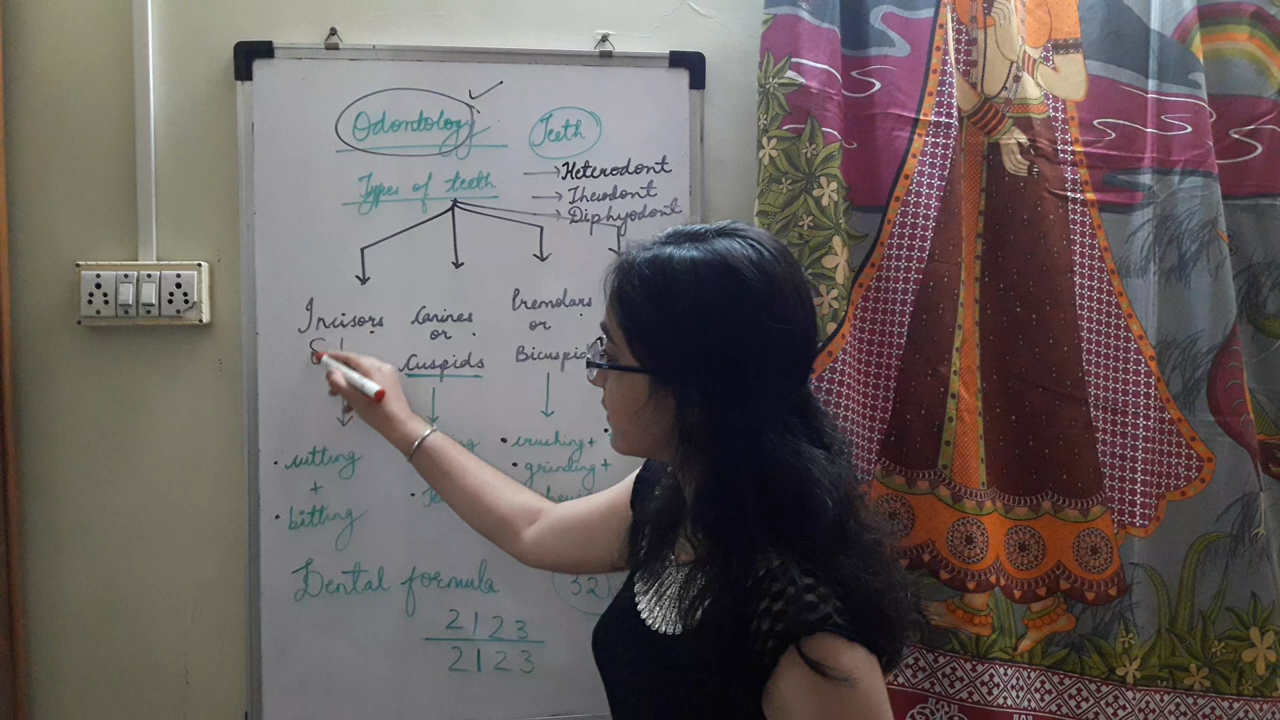 Odontology
Teeth
Types of teeth
→ Heterodont
→ Thecodont
→ Diphyodont
Incisors
Canines
or
Cuspids
Premolars
or
cutting
+
bitting
crushing +
grinding +
Dental formula
32
2123
2123